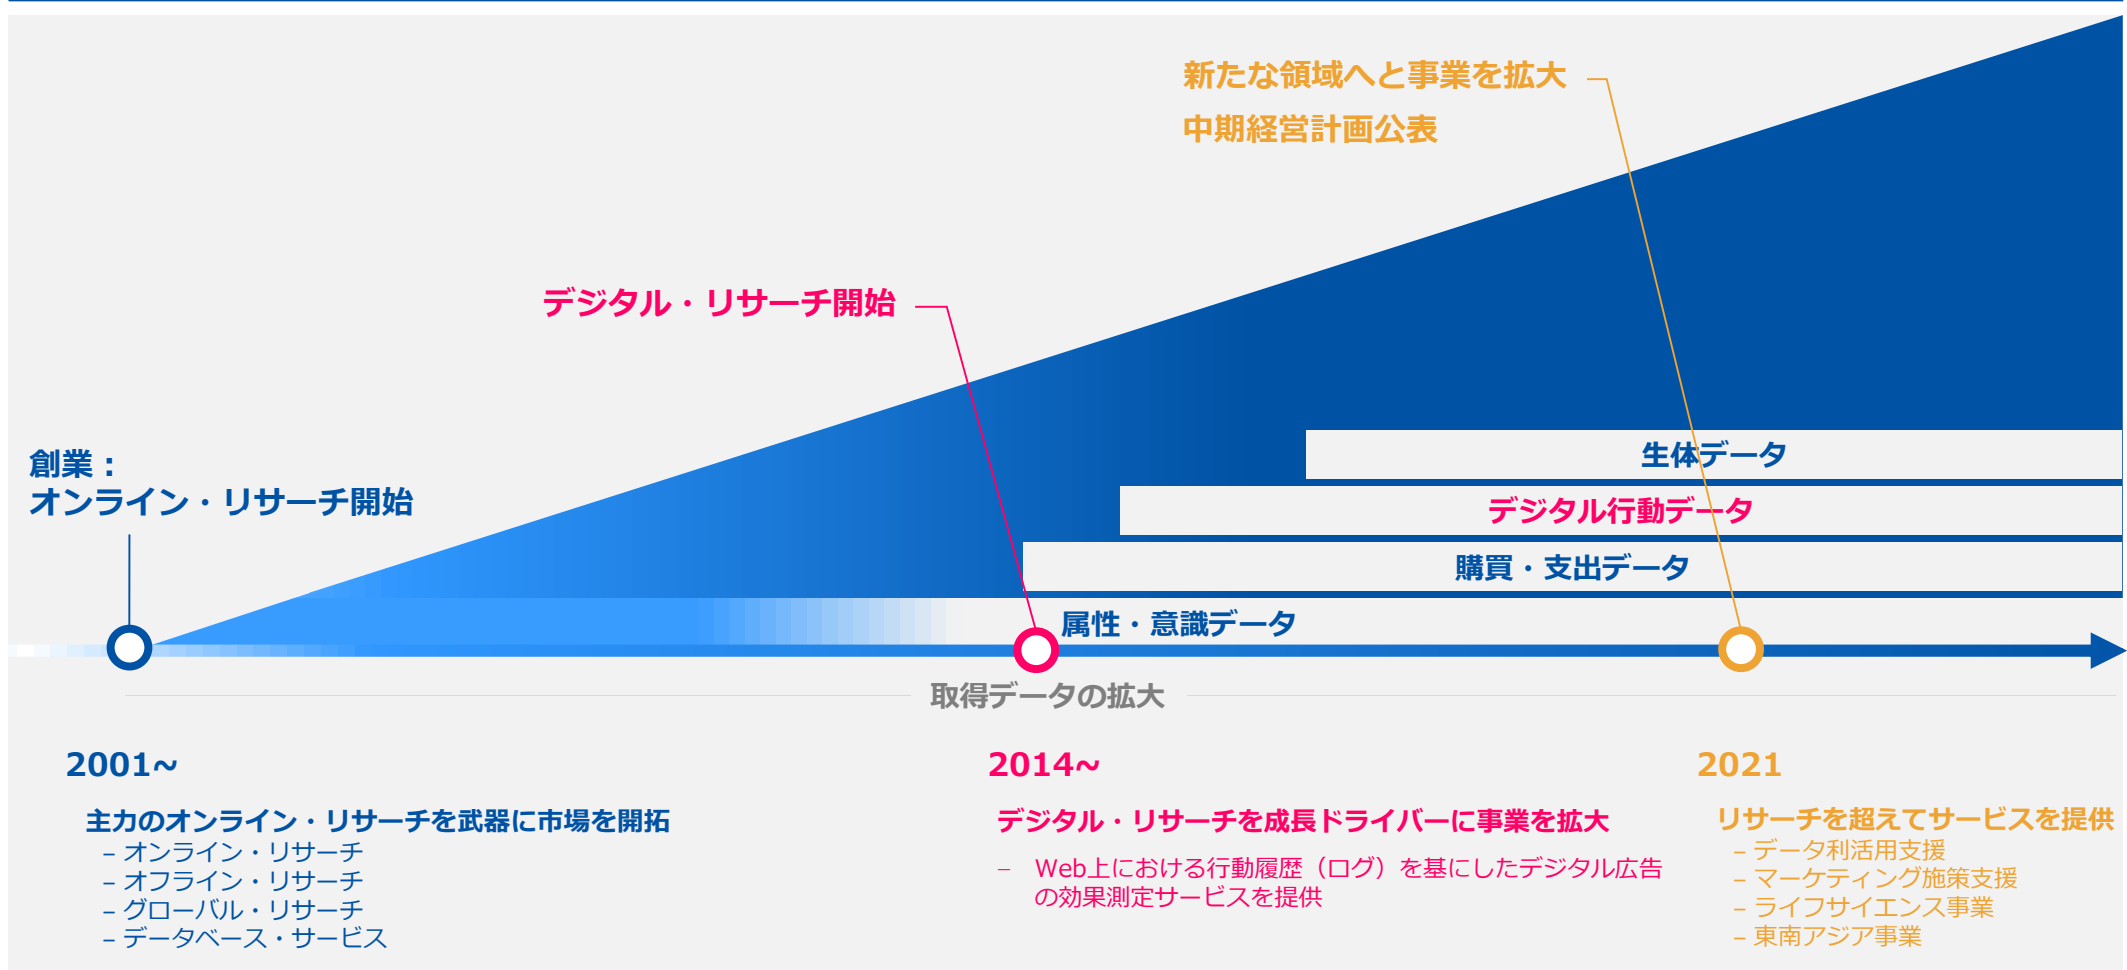 新たな領域へと事業を拡大
中期経営計画公表
デジタル・リサーチ開始
創業：
オンライン・リサーチ開始
生体データ
デジタル行動データ
購買・支出データ
属性・意識データ
取得データの拡大
2001~
主力のオンライン・リサーチを武器に市場を開拓
– オンライン・リサーチ
– オフライン・リサーチ
– グローバル・リサーチ
– データベース・サービス
2014~
デジタル・リサーチを成長ドライバーに事業を拡大
– Web上における行動履歴（ログ）を基にしたデジタル広告
の効果測定サービスを提供
2021
リサーチを超えてサービスを提供
– データ利活用支援
– マーケティング施策支援
– ライフサイエンス事業
– 東南アジア事業